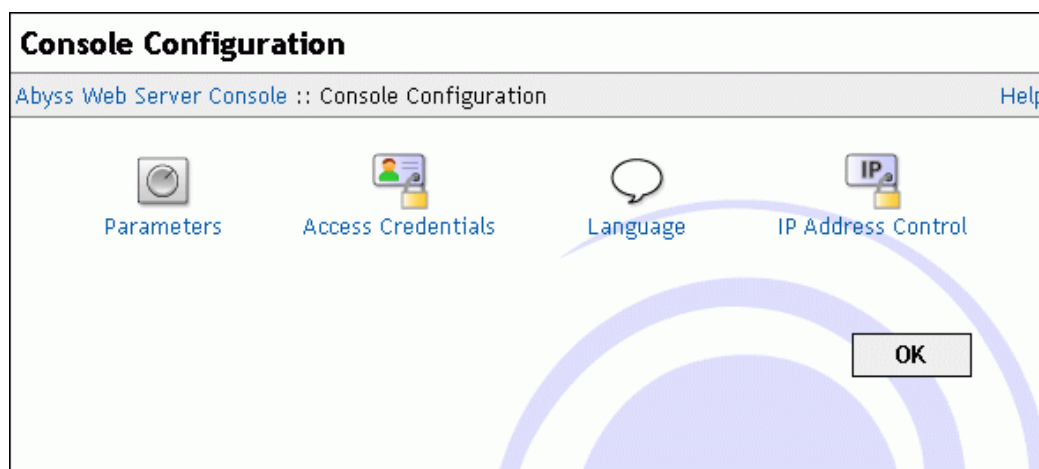 Console Configuration
Abyss Web Server Console :: Console Configuration Help
IP
Parameters Access Credentials Language IP Address Control
OK